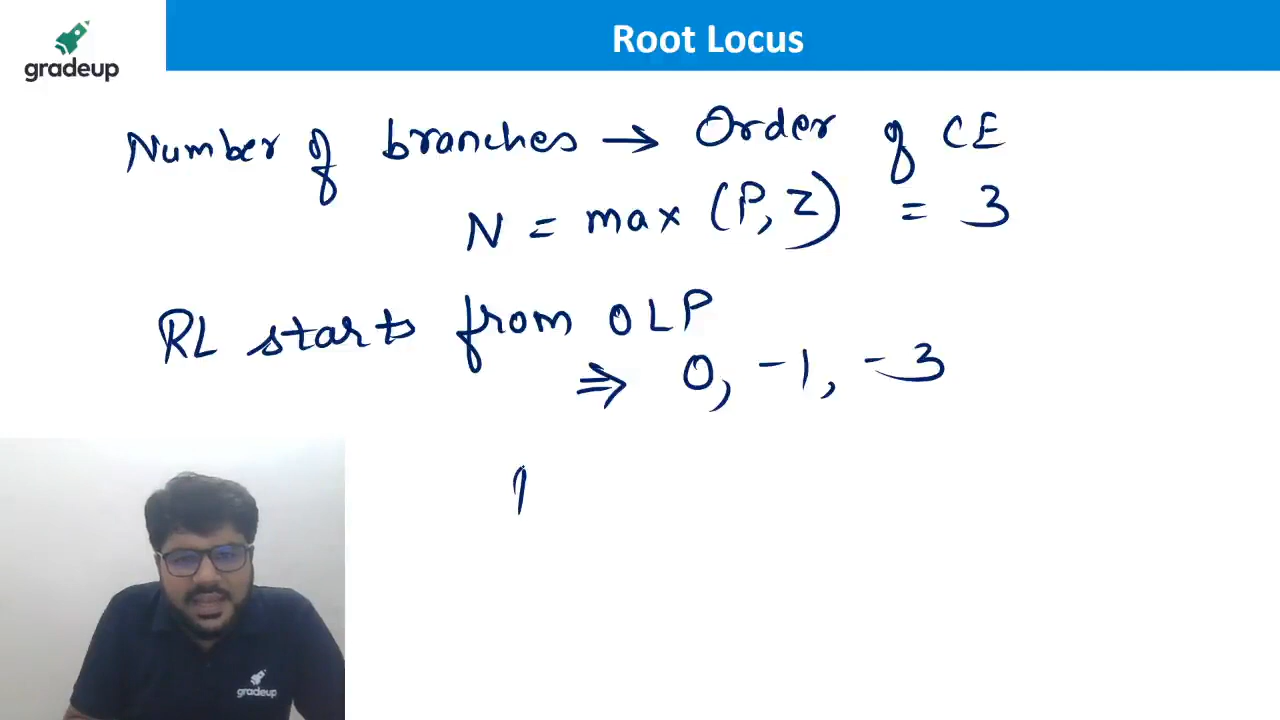 Root Locus
gradeup
Number of branches → Order of CE
N = max (P, Z) = 3
RL starts from OLP
⇒ 0, -1, -3
gradeup